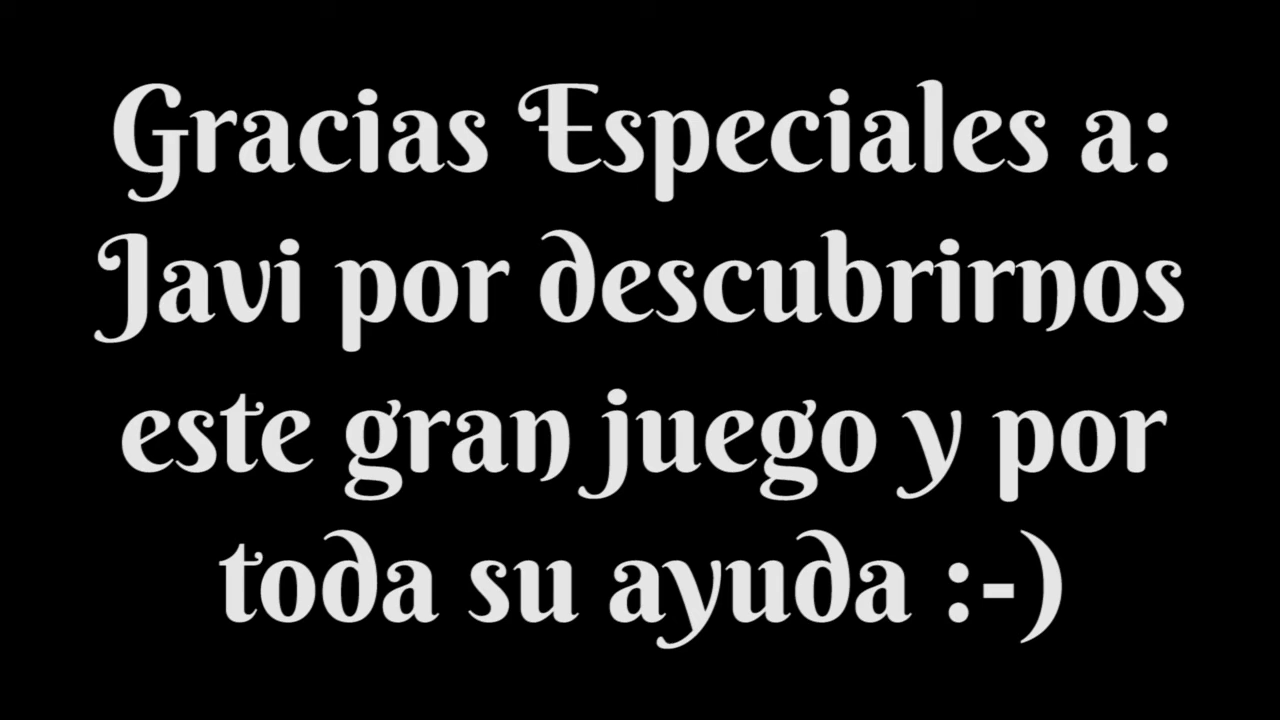 Gracias Especiales a:
Javi por descubrirnos
este gran juego y por
toda su ayuda :-)